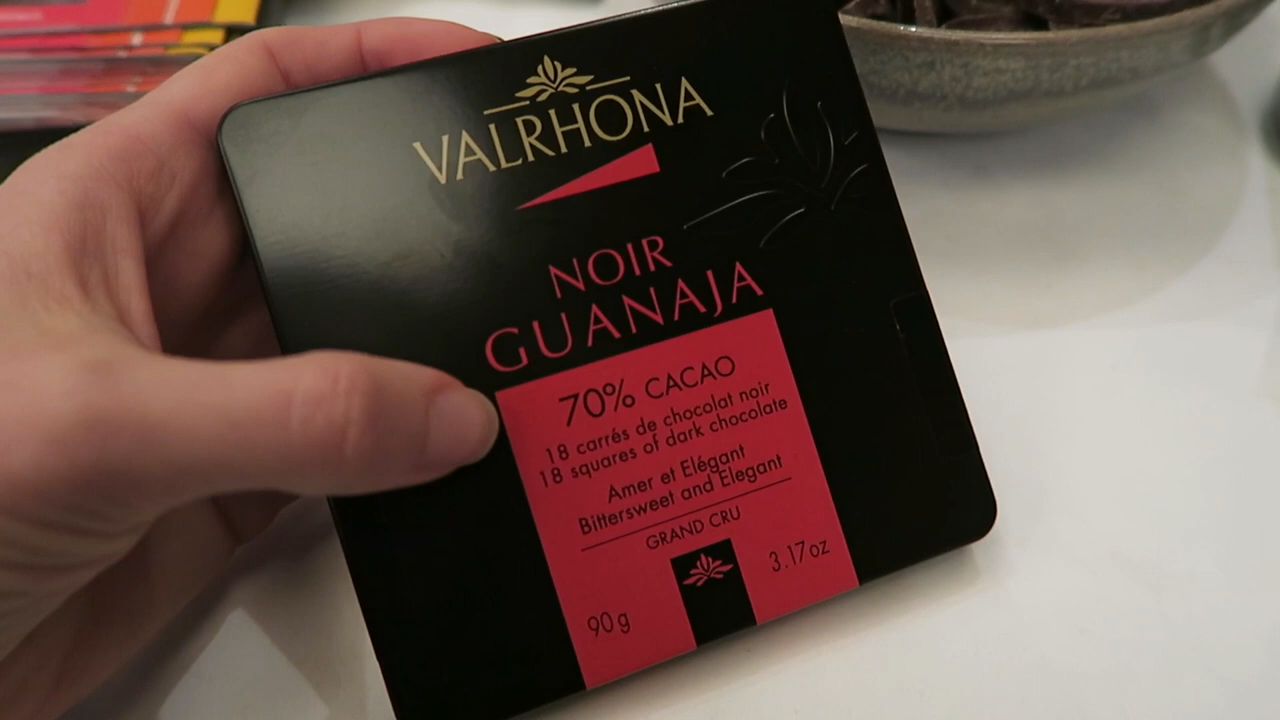 VALRHONA
NOIR
GUANAJA
70% CACAO
18 carrés de chocolat noir
18 squares of dark chocolate
Amer et Elégant
Bittersweet and Elegant
GRAND CRU
90g
3.17oz